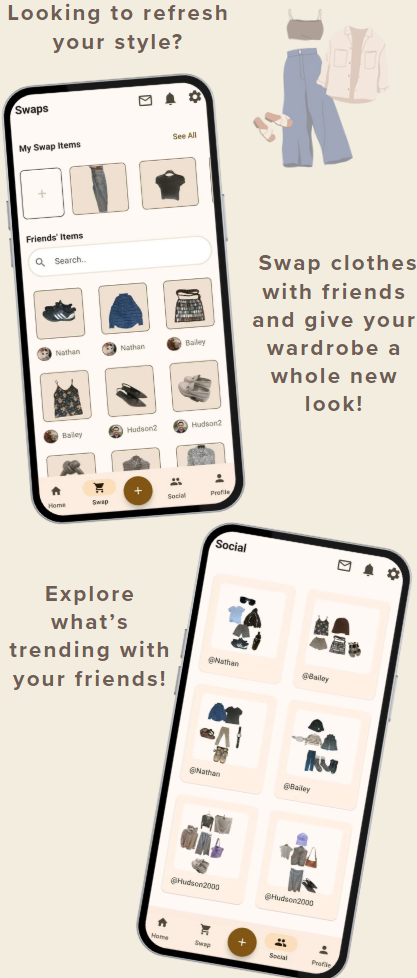 Looking to refresh
your style?
Swaps
My Swap Items
See All
+
Friends' Items
Search..
Nathan
Nathan
Bailey
Bailey
Hudson2
Hudson2
Home
Swap
+
Social
Profile
Swap clothes
with friends
and give your
wardrobe a
whole new
look!
Explore
what's
trending with
your friends!
Social
@Nathan
@Bailey
@Nathan
@Bailey
@Hudson2000
@Hudson2000
Home
Swap
+
Social
Profile